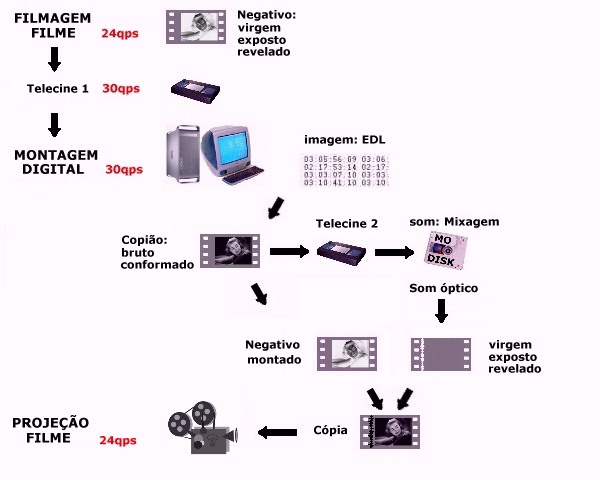 FILMAGEM
FILME
24qps
Negativo:
virgem
exposto
revelado
Telecine 1
30qps
MONTAGEM
DIGITAL
30qps
imagem: EDL
03:05:56:09 03:06:
02:17:53:14 02:17:
03:03:07:10 03:03:
03:10:41:10 03:10:
Copião:
bruto
conformado
Telecine 2
som: Mixagem
MO
DISK
Som óptico
Negativo
montado
virgem
exposto
revelado
PROJEÇÃO
FILME
24qps
Cópia